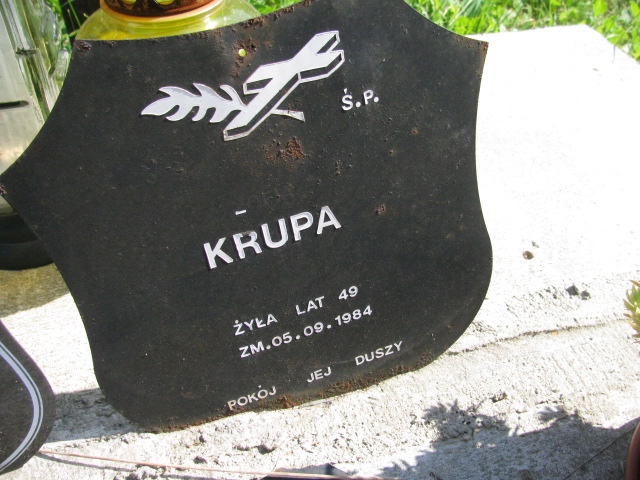 Ś.P.
KRUPA
ŻYŁA LAT 49
ZM.05.09.1984
POKÓJ JEJ DUSZY